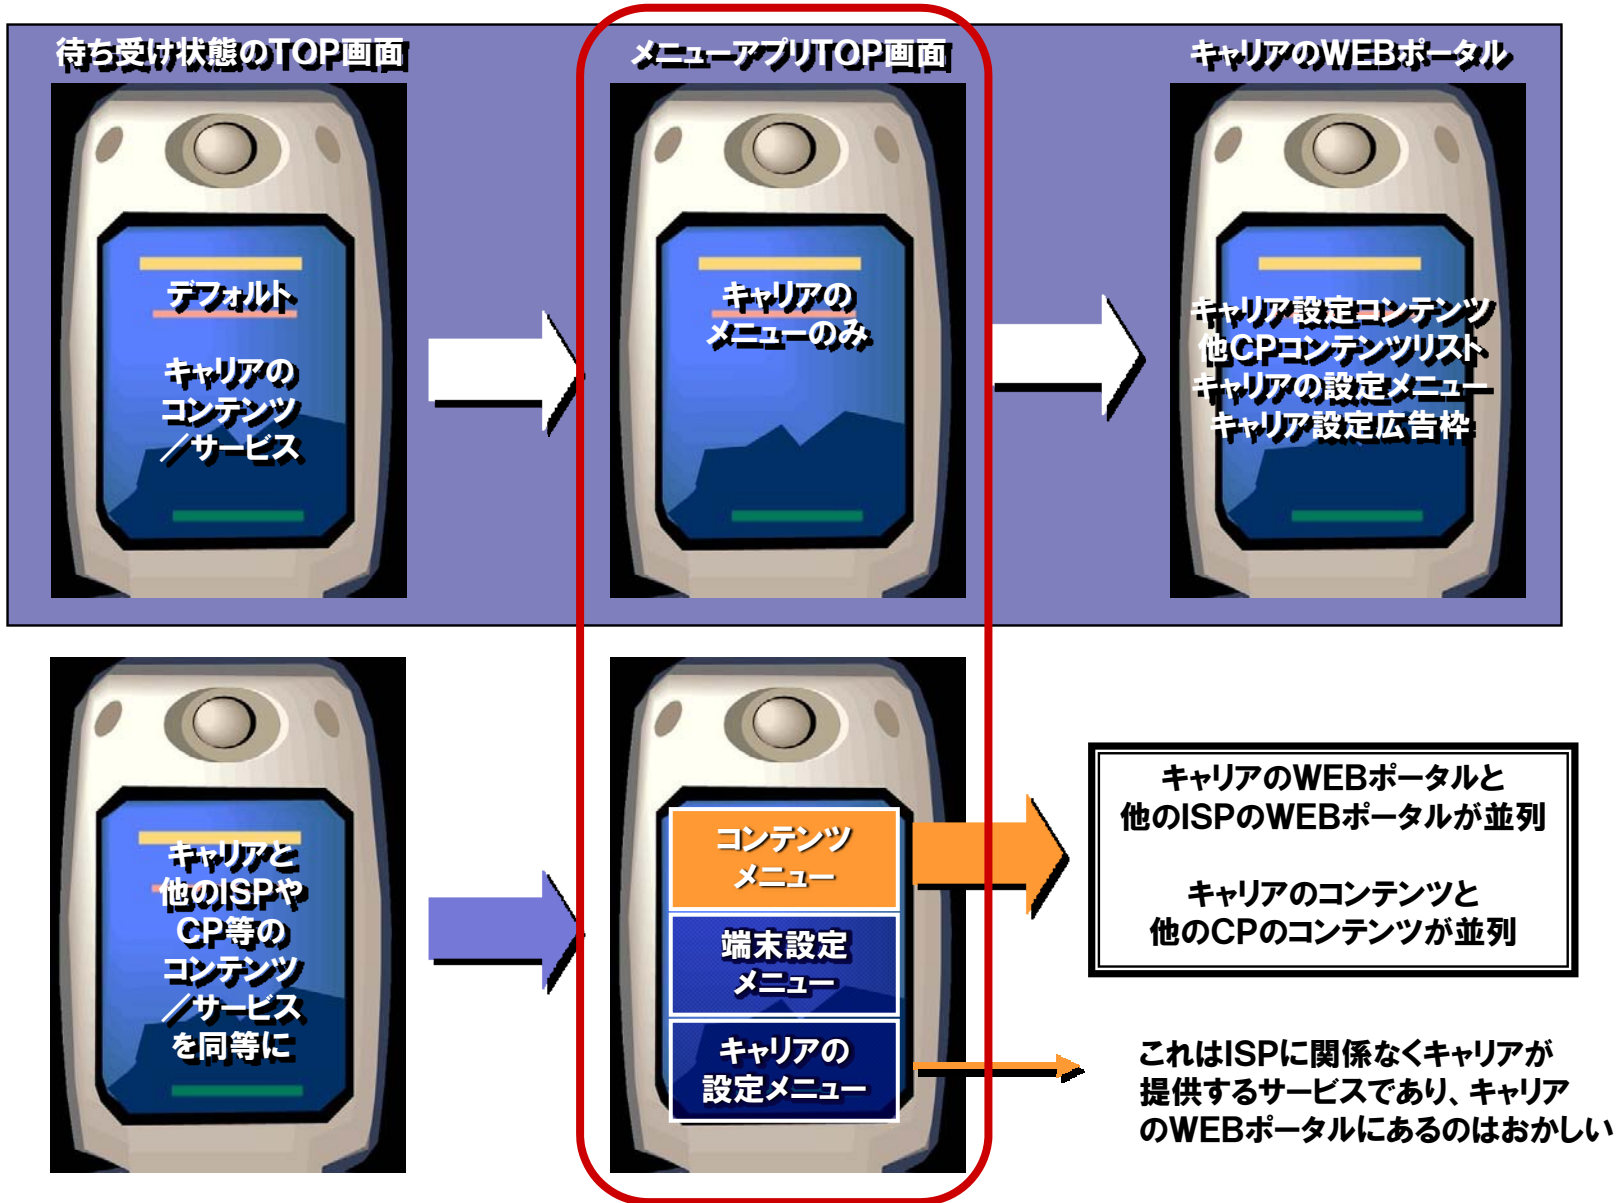 待ち受け状態のTOP画面
メニューアプリTOP画面
キャリアのWEBポータル
デフォルト
キャリアの
コンテンツ
／サービス
キャリアの
メニューのみ
キャリア設定コンテンツ
他CPコンテンツリスト
キャリアの設定メニュー
キャリア設定広告枠
キャリアと
他のISPや
CP等の
コンテンツ
／サービス
を同等に
コンテンツ
メニュー
端末設定
メニュー
キャリアの
設定メニュー
キャリアのWEBポータルと
他のISPのWEBポータルが並列
キャリアのコンテンツと
他のCPのコンテンツが並列
これはISPに関係なくキャリアが
提供するサービスであり、キャリア
のWEBポータルにあるのはおかしい